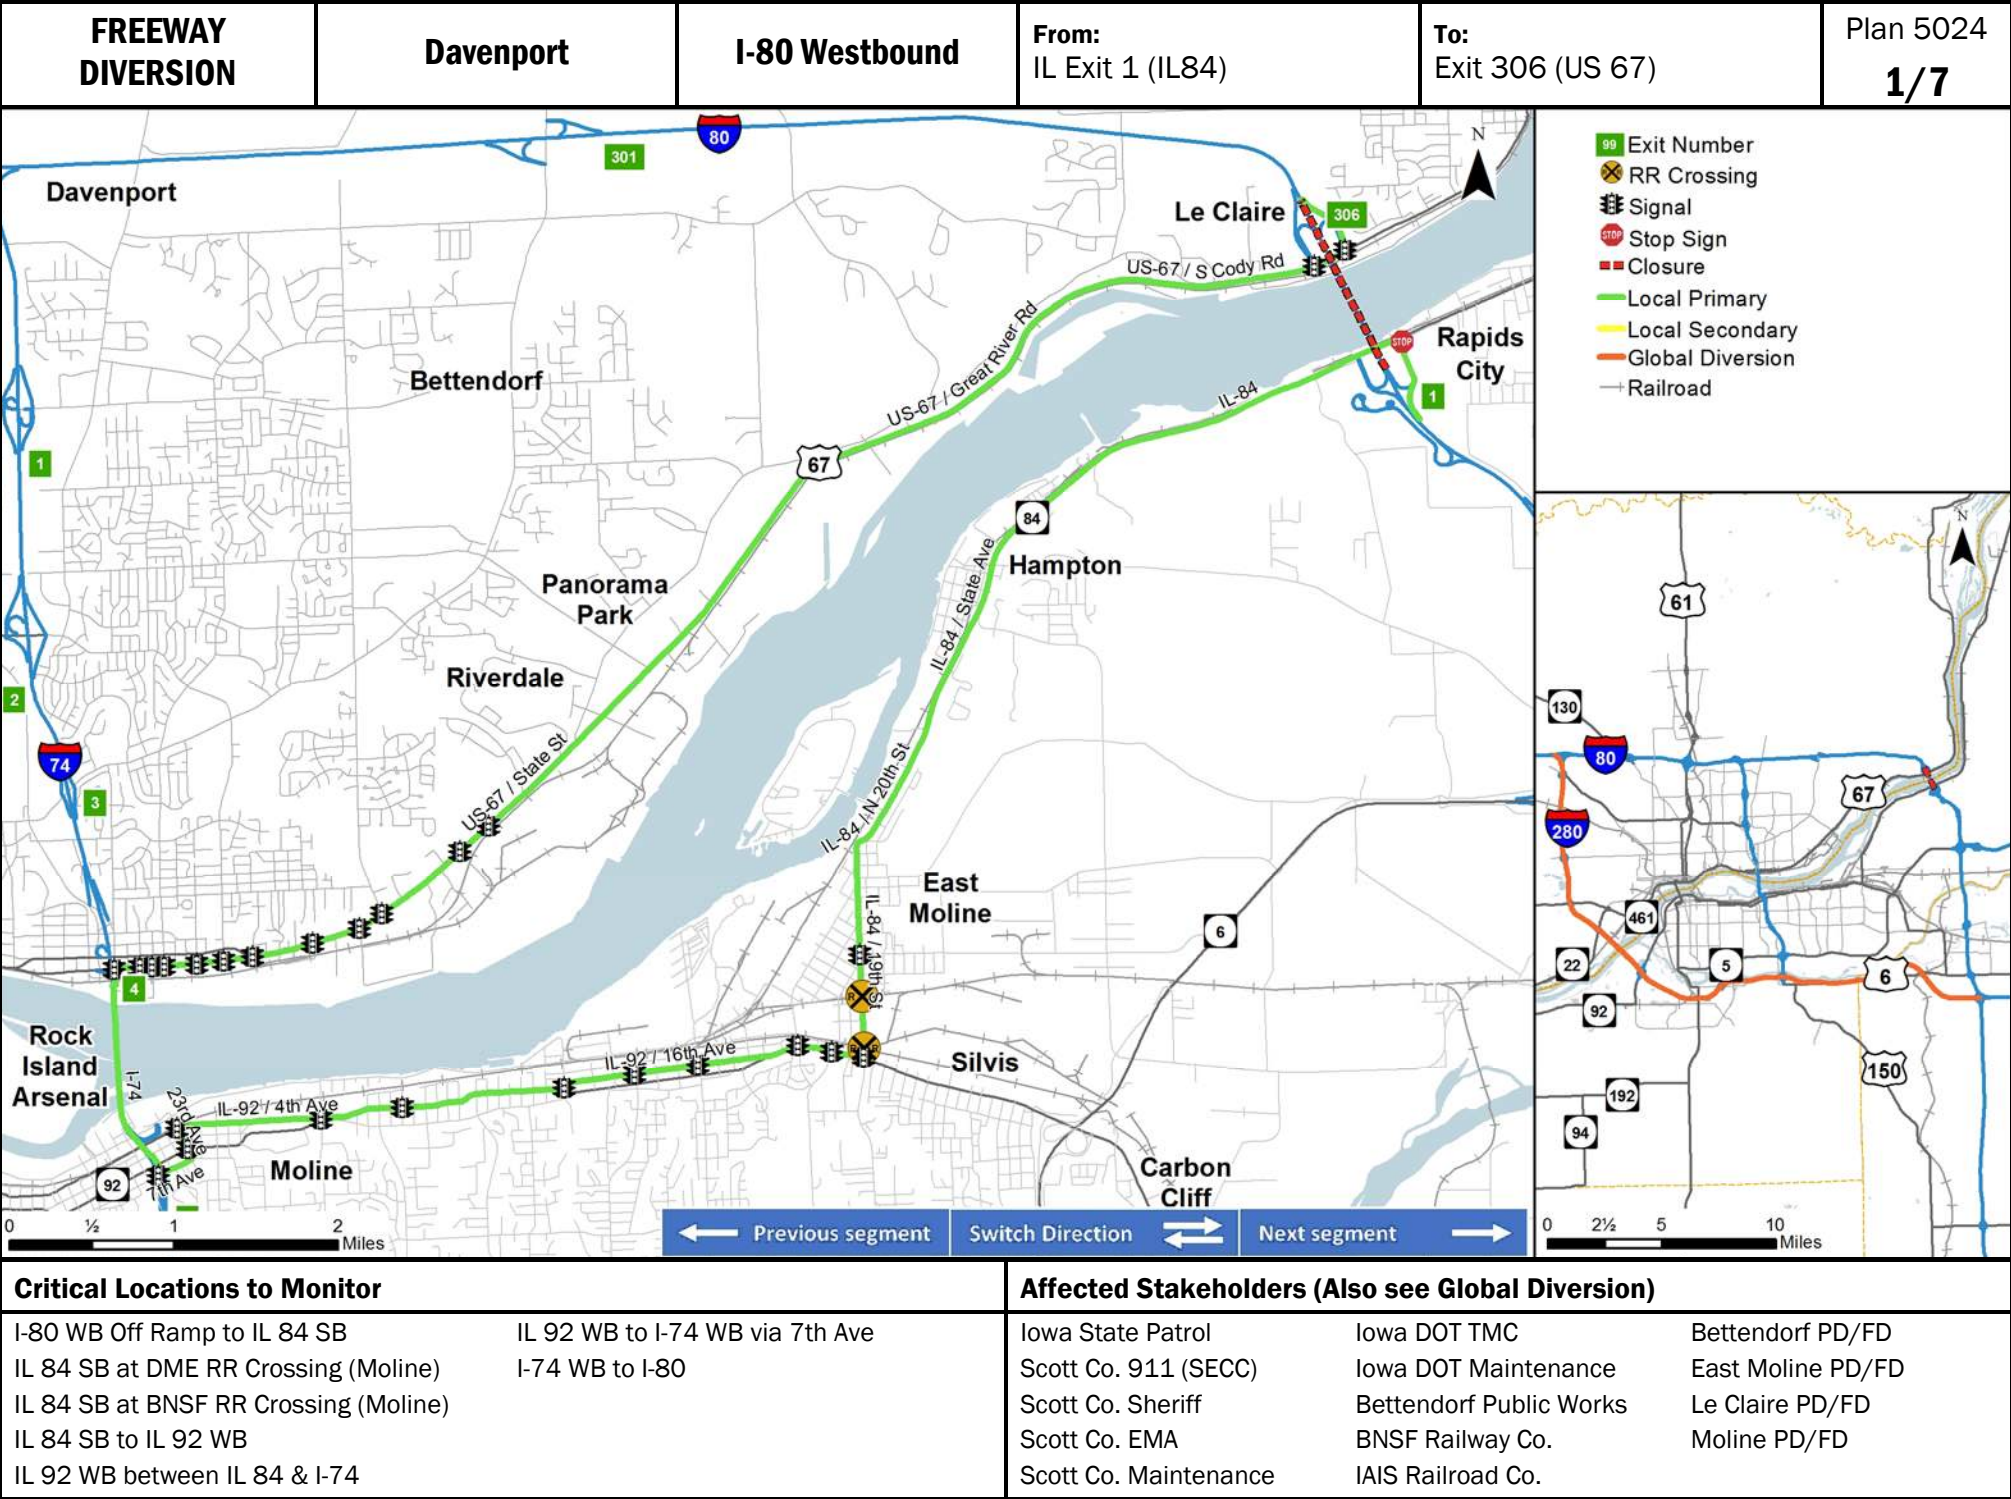 FREEWAY
DIVERSION
Davenport
I-80 Westbound
From:
IL Exit 1 (IL84)
To:
Exit 306 (US 67)
Plan 5024
1/7
80
301
Davenport
N
Le Claire
306
US-67 / S Cody Rd
Rapids
City
STOP
1
Bettendorf
US-67 / Great River Rd
IL-84
67
1
84
Hampton
IL-84 / State Ave
Panorama
Park
Riverdale
2
74
3
US-67 / State St
IL-84 / N 20th St
East
Moline
IL-84 / 19th St
6
4
Rock
Island
Arsenal
I-74
23rd Ave
IL-92 / 4th Ave
IL-92 / 16th Ave
R
R
R
Silvis
92
7th Ave
Moline
Carbon
Cliff
0 ½ 1 2
Miles
Previous segment
Switch Direction
Next segment
99 Exit Number
RR Crossing
Signal
STOP Stop Sign
Closure
Local Primary
Local Secondary
Global Diversion
Railroad
N
61
130
80
67
280
461
22
5
6
92
150
192
94
0 2½ 5 10
Miles
Critical Locations to Monitor
I-80 WB Off Ramp to IL 84 SB
IL 84 SB at DME RR Crossing (Moline)
IL 84 SB at BNSF RR Crossing (Moline)
IL 84 SB to IL 92 WB
IL 92 WB between IL 84 & I-74
IL 92 WB to I-74 WB via 7th Ave
I-74 WB to I-80
Affected Stakeholders (Also see Global Diversion)
Iowa State Patrol
Scott Co. 911 (SECC)
Scott Co. Sheriff
Scott Co. EMA
Scott Co. Maintenance
Iowa DOT TMC
Iowa DOT Maintenance
Bettendorf Public Works
BNSF Railway Co.
IAIS Railroad Co.
Bettendorf PD/FD
East Moline PD/FD
Le Claire PD/FD
Moline PD/FD